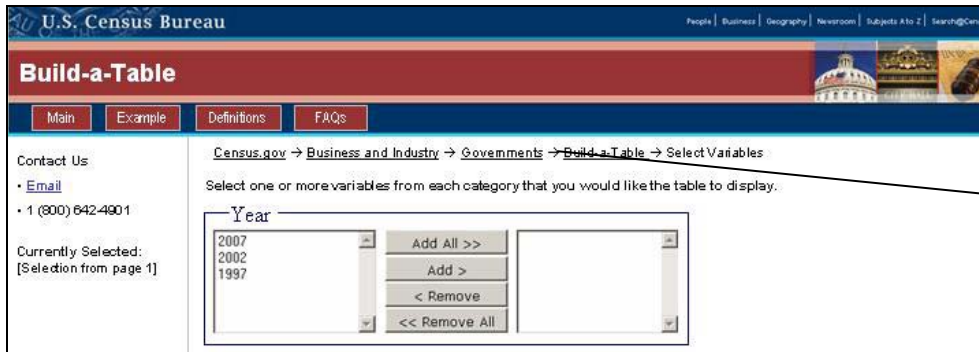 U.S. Census Bureau
People | Business | Geography | Newsroom | Subjects A to Z | Search@Cen
Build-a-Table
Main
Example
Definitions
FAQs
Census.gov → Business and Industry → Governments → Build-a-Table → Select Variables
Select one or more variables from each category that you would like the table to display.
Contact Us
• Email
• 1 (800) 642-4901
Currently Selected:
[Selection from page 1]
Year
2007
2002
1997
Add All >>
Add >
< Remove
<< Remove All